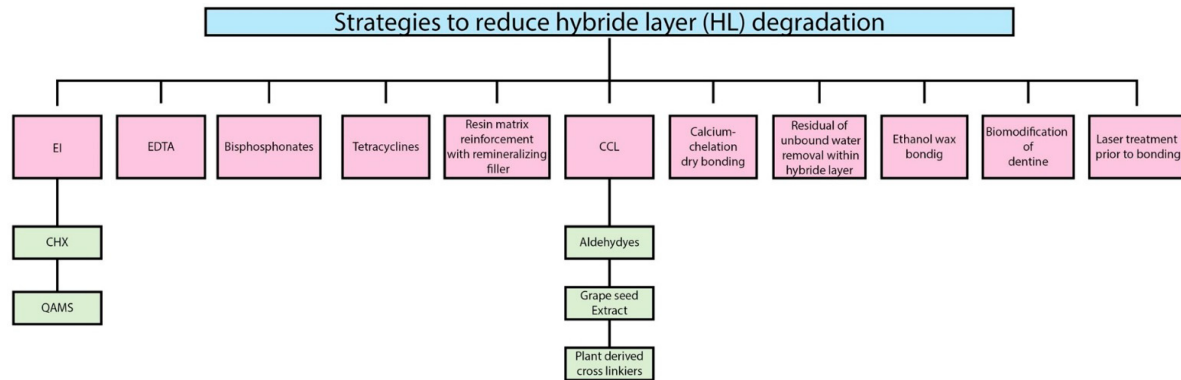 Strategies to reduce hybride layer (HL) degradation
EI
EDTA
Bisphosphonates
Tetracyclines
Resin matrix
reinforcement
with remineralizing
filler
CCL
Calcium-
chelation
dry bonding
Residual of
unbound water
removal within
hybride layer
Ethanol wax
bondig
Biomodification
of
dentine
Laser treatment
prior to bonding
CHX
QAMS
Aldehydyes
Grape seed
Extract
Plant derived
cross linkiers